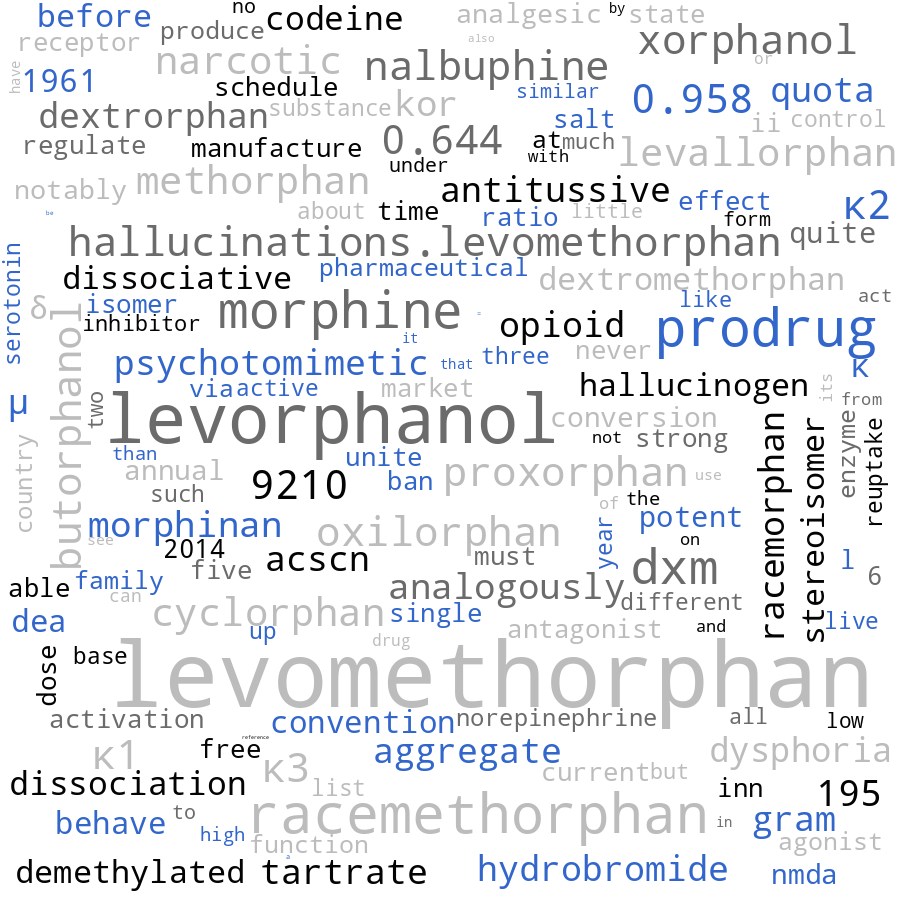 before
no
codeine
analgesic
by
state
receptor
produce
also
xorphanol
narcotic
nalbuphine
or
have
1961
schedule
similar
0.958
quota
dextrorphan
substance
kor
salt
ii
control
regulate
manufacture
0.644
at
much
levallorphan
under
with
notably
methorphan
antitussive
effect
κ2
be
about
time
ratio
little
form
hallucinations.levomethorphan
quite
serotonin
dissociative
pharmaceutical
dextromethorphan
δ
isomer
morphine
like
act
inhibitor
opioid
prodrug
it
psychotomimetic
that
three
never
κ
μ
butorphanol
via
active
market
hallucinogen
its
two
levorphanol
conversion
from
not
strong
enzyme
than
unite
country
annual
9210
ban
proxorphan
use
reuptake
such
of
the
racemorphan
stereoisomer
morphinan
oxilorphan
year
potent
see
2014
acscn
must
on
l
able
family
five
analogously
dxm
6
can
different
dea
cyclorphan
single
up
antagonist
and
live
drug
dose
base
levomethorphan
activation
convention
norepinephrine
all
low
reference
κ1
free
aggregate
dysphoria
dissociation
κ3
current
but
list
inn
195
behave
to
racemethorphan
in
gram
high
function
agonist
a
demethylated
tartrate
hydrobromide
nmda